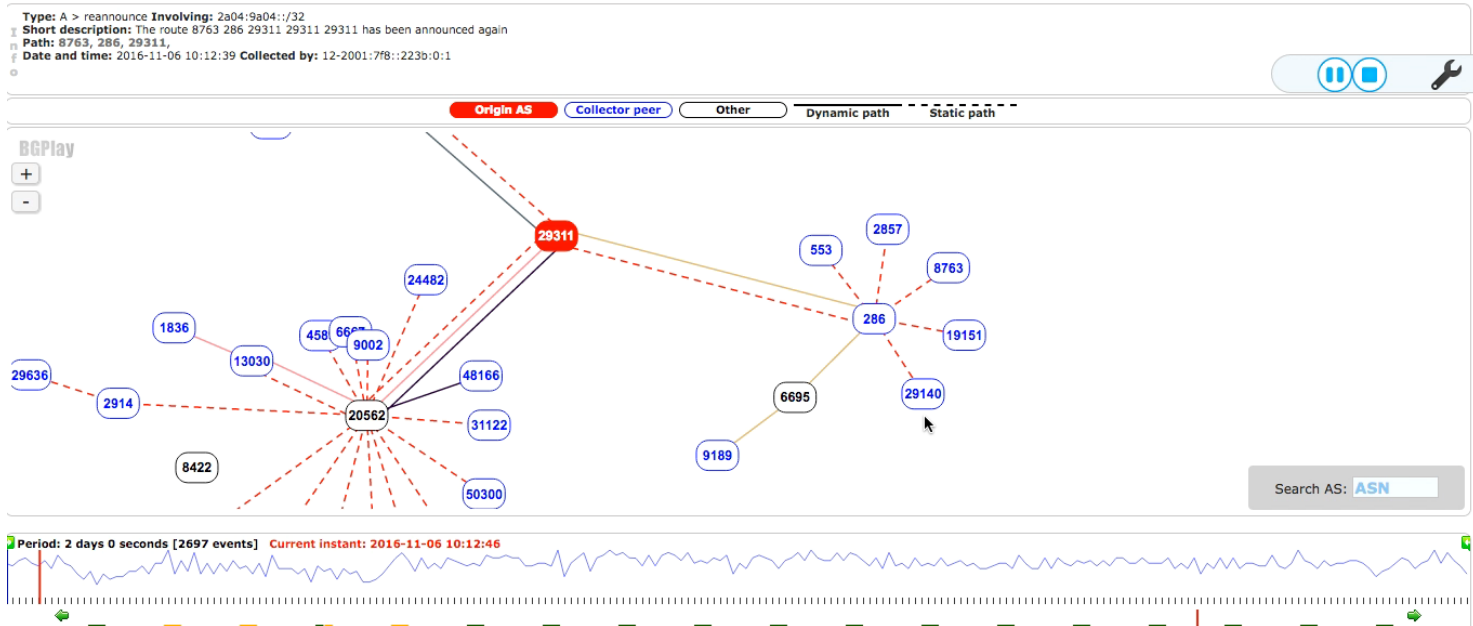 Type: A > reannounce Involving: 2a04:9a04::/32
Short description: The route 8763 286 29311 29311 29311 has been announced again
Path: 8763, 286, 29311,
Date and time: 2016-11-06 10:12:39 Collected by: 12-2001:7f8::223b:0:1
Info
Origin AS
Collector peer
Other
Dynamic path
Static path
BGPlay
+
-
29311
2857
553
8763
24482
286
1836
458
9002
19151
13030
29636
48166
2914
6695
29140
20562
31122
9189
8422
50300
Search AS: ASN
Period: 2 days 0 seconds [2697 events] Current instant: 2016-11-06 10:12:46